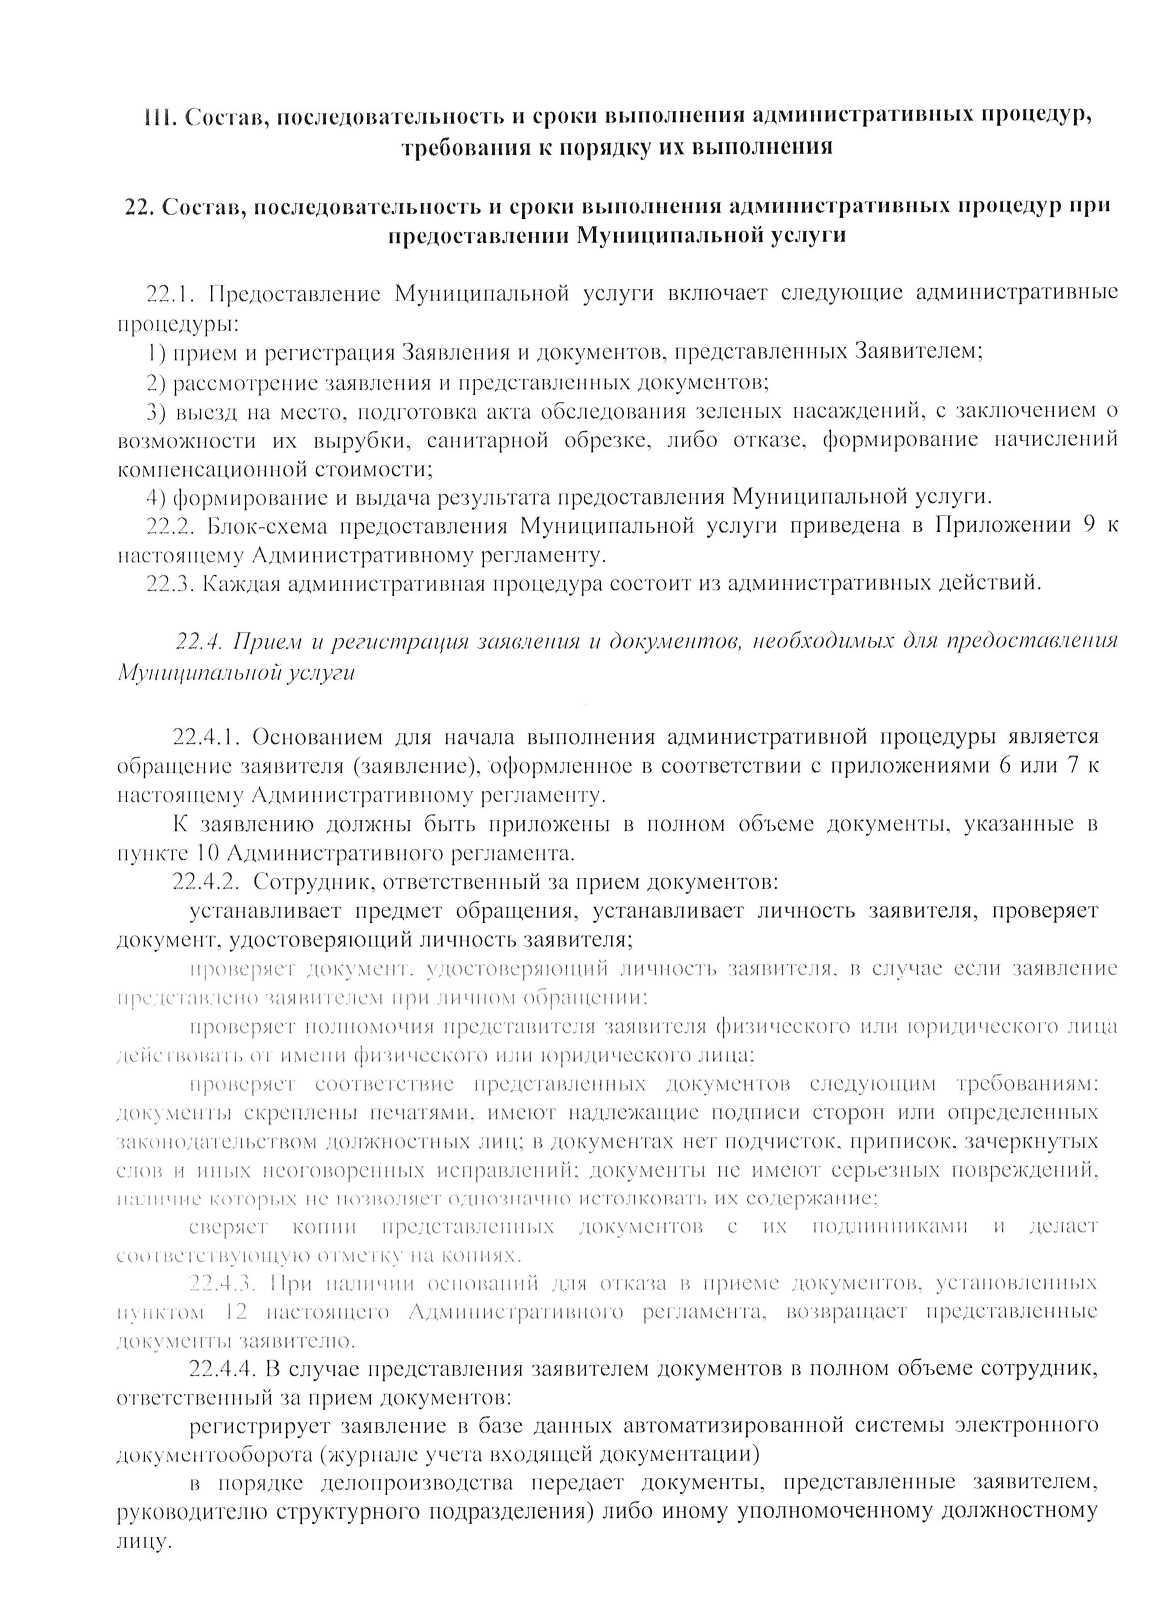 III. Состав, последовательность и сроки выполнения административных процедур,
требования к порядку их выполнения
22. Состав, последовательность и сроки выполнения административных процедур при
предоставлении Муниципальной услуги
22.1. Предоставление Муниципальной услуги включает следующие административные
процедуры:
1) прием и регистрация Заявления и документов, представленных Заявителем;
2) рассмотрение заявления и представленных документов;
3) выезд на место, подготовка акта обследования зеленых насаждений, с заключением о
возможности их вырубки, санитарной обрезке, либо отказе, формирование начислений
компенсационной стоимости;
4) формирование и выдача результата предоставления Муниципальной услуги.
22.2. Блок-схема предоставления Муниципальной услуги приведена в Приложении 9 к
настоящему Административному регламенту.
22.3. Каждая административная процедура состоит из административных действий.
22.4. Прием и регистрация заявления и документов, необходимых для предоставления
Муниципальной услуги
22.4.1. Основанием для начала выполнения административной процедуры является
обращение заявителя (заявление), оформленное в соответствии с приложениями 6 или 7 к
настоящему Административному регламенту.
К заявлению должны быть приложены в полном объеме документы, указанные в
пункте 10 Административного регламента.
22.4.2. Сотрудник, ответственный за прием документов:
устанавливает предмет обращения, устанавливает личность заявителя, проверяет
документ, удостоверяющий личность заявителя;
проверяет документ, удостоверяющий личность заявителя, в случае если заявление
представлено заявителем при личном обращении;
проверяет полномочия представителя заявителя физического или юридического лица
действовать от имени физического или юридического лица;
проверяет соответствие представленных документов следующим требованиям:
документы скреплены печатями, имеют надлежащие подписи сторон или определенных
законодательством должностных лиц; в документах нет подчисток, приписок, зачеркнутых
слов и иных неоговоренных исправлений; документы не имеют серьезных повреждений,
наличие которых не позволяет однозначно истолковать их содержание;
сверяет копии представленных документов с их подлинниками и делает
соответствующую отметку на копиях.
22.4.3. При наличии оснований для отказа в приеме документов, установленных
пунктом 12 настоящего Административного регламента, возвращает представленные
документы заявителю.
22.4.4. В случае представления заявителем документов в полном объеме сотрудник,
ответственный за прием документов:
регистрирует заявление в базе данных автоматизированной системы электронного
документооборота (журнале учета входящей документации)
в порядке делопроизводства передает документы, представленные заявителем,
руководителю структурного подразделения) либо иному уполномоченному должностному
лицу.